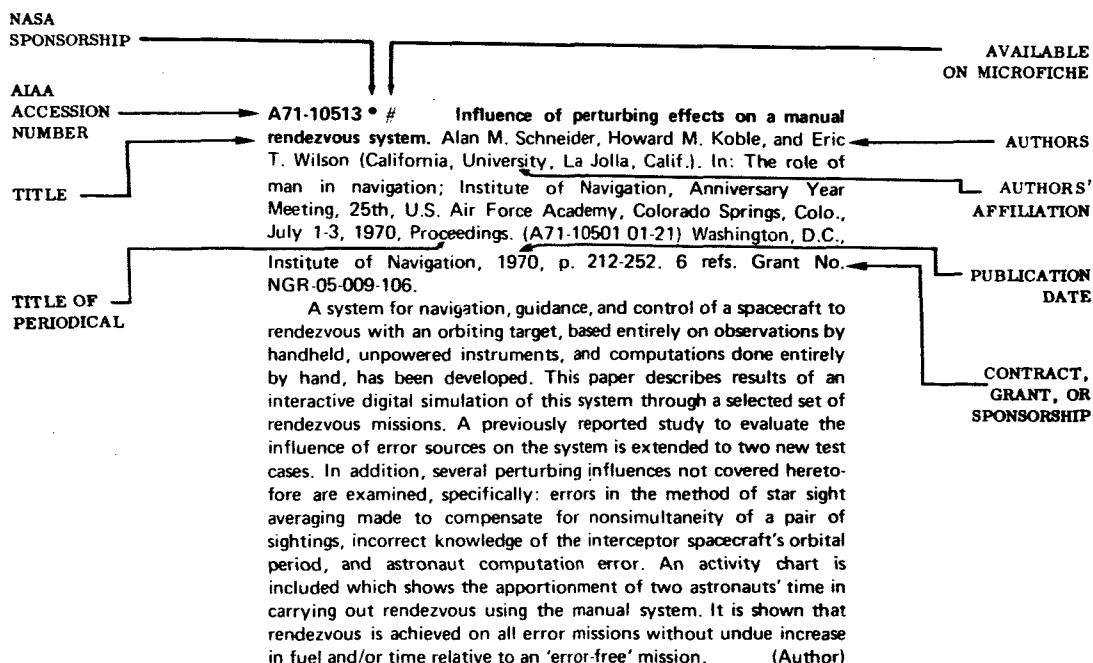 NASA
SPONSORSHIP
AVAILABLE
ON MICROFICHE
AIAA
ACCESSION
NUMBER
A71-10513 * # Influence of perturbing effects on a manual
rendezvous system. Alan M. Schneider, Howard M. Koble, and Eric
T. Wilson (California, University, La Jolla, Calif.). In: The role of
man in navigation; Institute of Navigation, Anniversary Year
Meeting, 25th, U.S. Air Force Academy, Colorado Springs, Colo.,
July 1-3, 1970, Proceedings. (A71-10501 01-21) Washington, D.C.,
Institute of Navigation, 1970, p. 212-252. 6 refs. Grant No.
NGR-05-009-106.
A system for navigation, guidance, and control of a spacecraft to
rendezvous with an orbiting target, based entirely on observations by
handheld, unpowered instruments, and computations done entirely
by hand, has been developed. This paper describes results of an
interactive digital simulation of this system through a selected set of
rendezvous missions. A previously reported study to evaluate the
influence of error sources on the system is extended to two new test
cases. In addition, several perturbing influences not covered hereto-
fore are examined, specifically: errors in the method of star sight
averaging made to compensate for nonsimultaneity of a pair of
sightings, incorrect knowledge of the interceptor spacecraft's orbital
period, and astronaut computation error. An activity chart is
included which shows the apportionment of two astronauts' time in
carrying out rendezvous using the manual system. It is shown that
rendezvous is achieved on all error missions without undue increase
in fuel and/or time relative to an 'error-free' mission. (Author)
TITLE
TITLE OF
PERIODICAL
AUTHORS
AUTHORS'
AFFILIATION
PUBLICATION
DATE
CONTRACT,
GRANT, OR
SPONSORSHIP